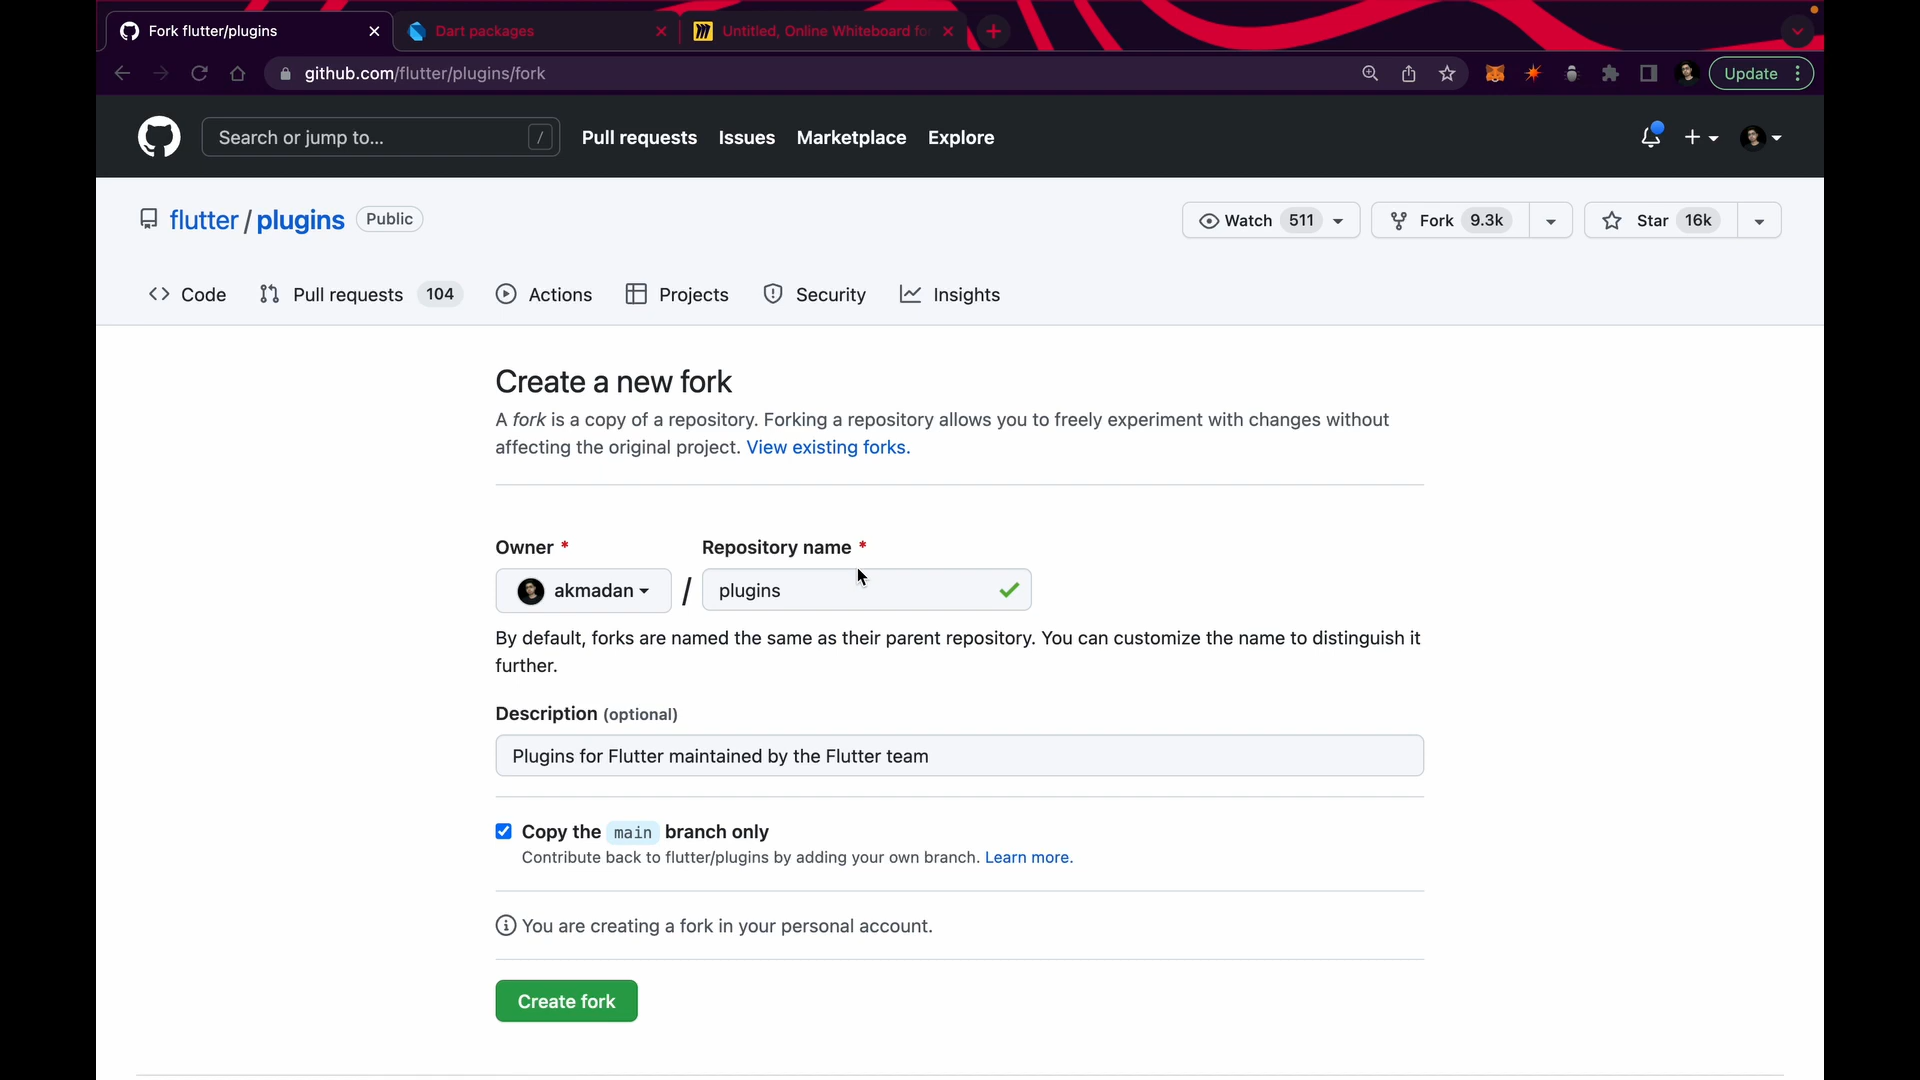 Fork flutter/plugins
Dart packages
Untitled, Online Whiteboard for
github.com/flutter/plugins/fork
Update
Search or jump to... /
Pull requests Issues Marketplace Explore
flutter / plugins Public
Watch 511 Fork 9.3k Star 16k
Code Pull requests 104 Actions Projects Security Insights
Create a new fork
A fork is a copy of a repository. Forking a repository allows you to freely experiment with changes without
affecting the original project. View existing forks.
Owner * Repository name *
akmadan / plugins
By default, forks are named the same as their parent repository. You can customize the name to distinguish it
further.
Description (optional)
Plugins for Flutter maintained by the Flutter team
Copy the main branch only
Contribute back to flutter/plugins by adding your own branch. Learn more.
You are creating a fork in your personal account.
Create fork